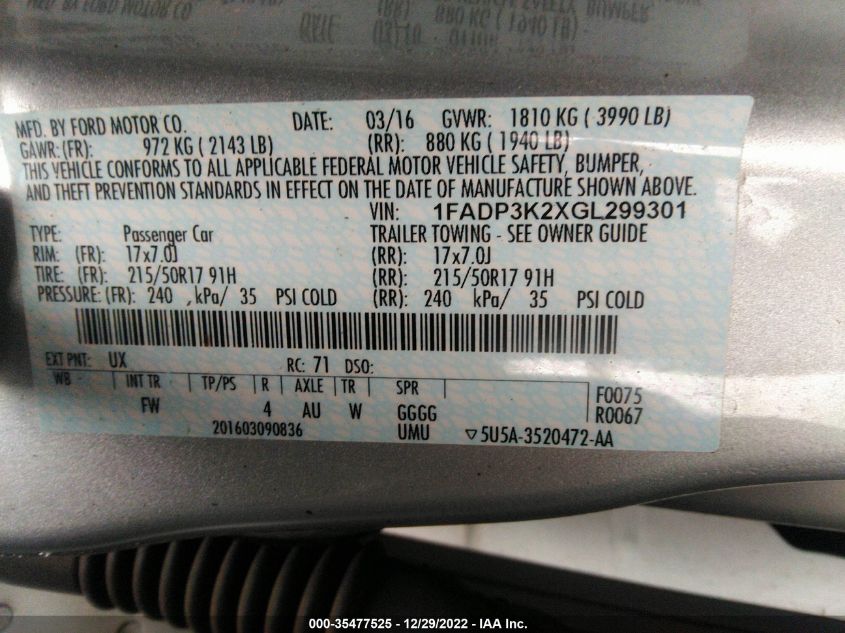 MFD. BY FORD MOTOR CO. DATE: 03/16 GVWR: 1810 KG ( 3990 LB)
GAWR: (FR): 972 KG ( 2143 LB) (RR): 880 KG ( 1940 LB)
THIS VEHICLE CONFORMS TO ALL APPLICABLE FEDERAL MOTOR VEHICLE SAFETY, BUMPER,
AND THEFT PREVENTION STANDARDS IN EFFECT ON THE DATE OF MANUFACTURE SHOWN ABOVE.
VIN: 1FADP3K2XGL299301
TYPE: Passenger Car TRAILER TOWING - SEE OWNER GUIDE
RIM: (FR): 17x7.0J (RR): 17x7.0J
TIRE: (FR): 215/50R17 91H (RR): 215/50R17 91H
PRESSURE: (FR): 240 , kPa/ 35 PSI COLD (RR): 240 kPa/ 35 PSI COLD
EXT PNT: UX RC: 71 DSO:
WB INT TR TP/PS R AXLE TR SPR F0075
FW 4 AU W GGGG R0067
201603090836 UMU ▽5U5A-3520472-AA
000-35477525 - 12/29/2022 - IAA Inc.